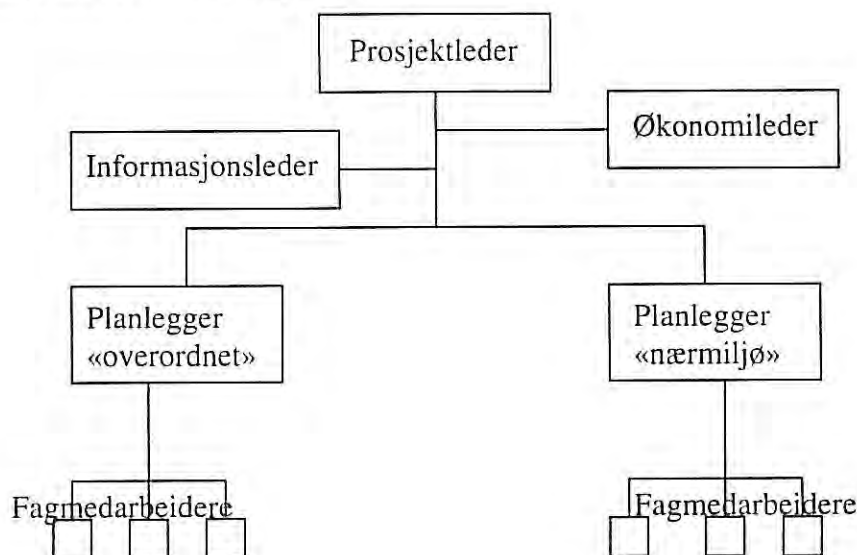 Prosjektleder
Økonomileder
Informasjonsleder
Planlegger
«overordnet»
Planlegger
«nærmiljø»
Fagmedarbeidere
Fagmedarbeidere